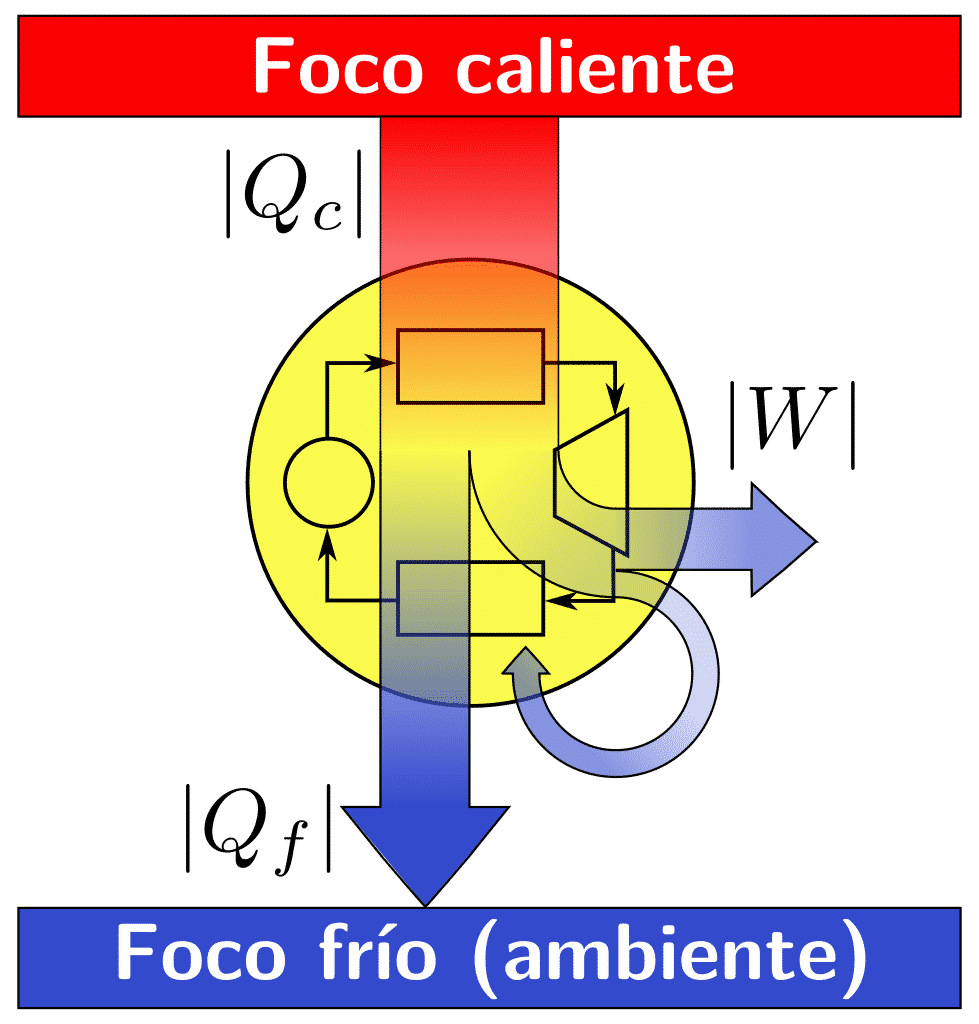 Foco caliente
|Q_c|
|W|
|Q_f|
Foco frío (ambiente)